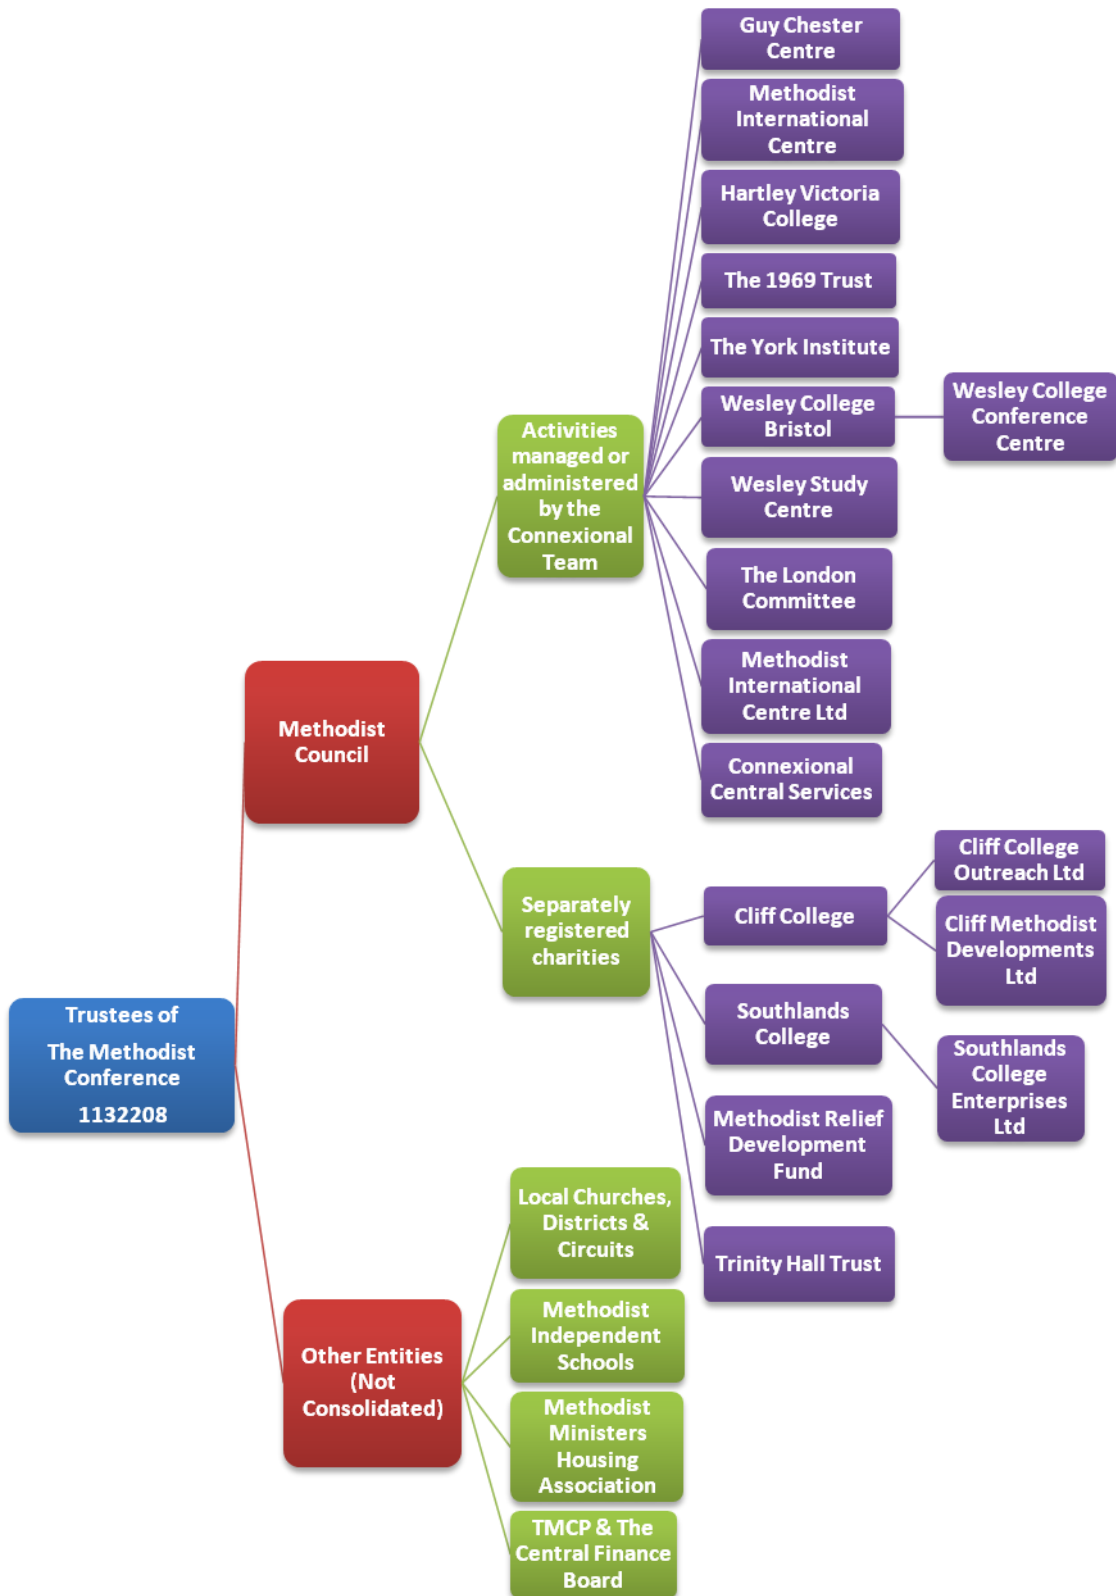 Guy Chester
Centre
Methodist
International
Centre
Hartley Victoria
College
The 1969 Trust
The York Institute
Wesley College
Bristol
Wesley College
Conference
Centre
Activities
managed or
administered
by the
Connexional
Team
Wesley Study
Centre
The London
Committee
Methodist
International
Centre Ltd
Connexional
Central Services
Methodist
Council
Separately
registered
charities
Cliff College
Cliff College
Outreach Ltd
Cliff Methodist
Developments
Ltd
Southlands
College
Southlands
College
Enterprises
Ltd
Methodist Relief
Development
Fund
Trinity Hall Trust
Trustees of
The Methodist
Conference
1132208
Other Entities
(Not
Consolidated)
Local Churches,
Districts &
Circuits
Methodist
Independent
Schools
Methodist
Ministers
Housing
Association
TMCP & The
Central Finance
Board